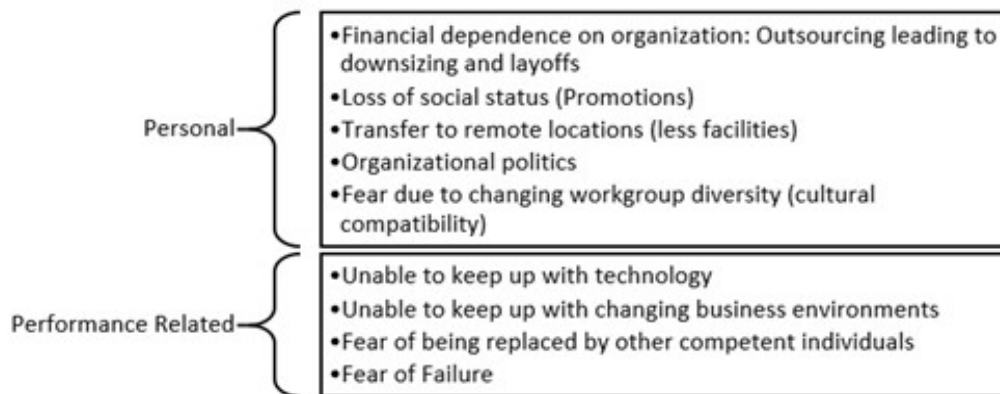 Personal
•Financial dependence on organization: Outsourcing leading to
downsizing and layoffs
•Loss of social status (Promotions)
•Transfer to remote locations (less facilities)
•Organizational politics
•Fear due to changing workgroup diversity (cultural
compatibility)
Performance Related
•Unable to keep up with technology
•Unable to keep up with changing business environments
•Fear of being replaced by other competent individuals
•Fear of Failure